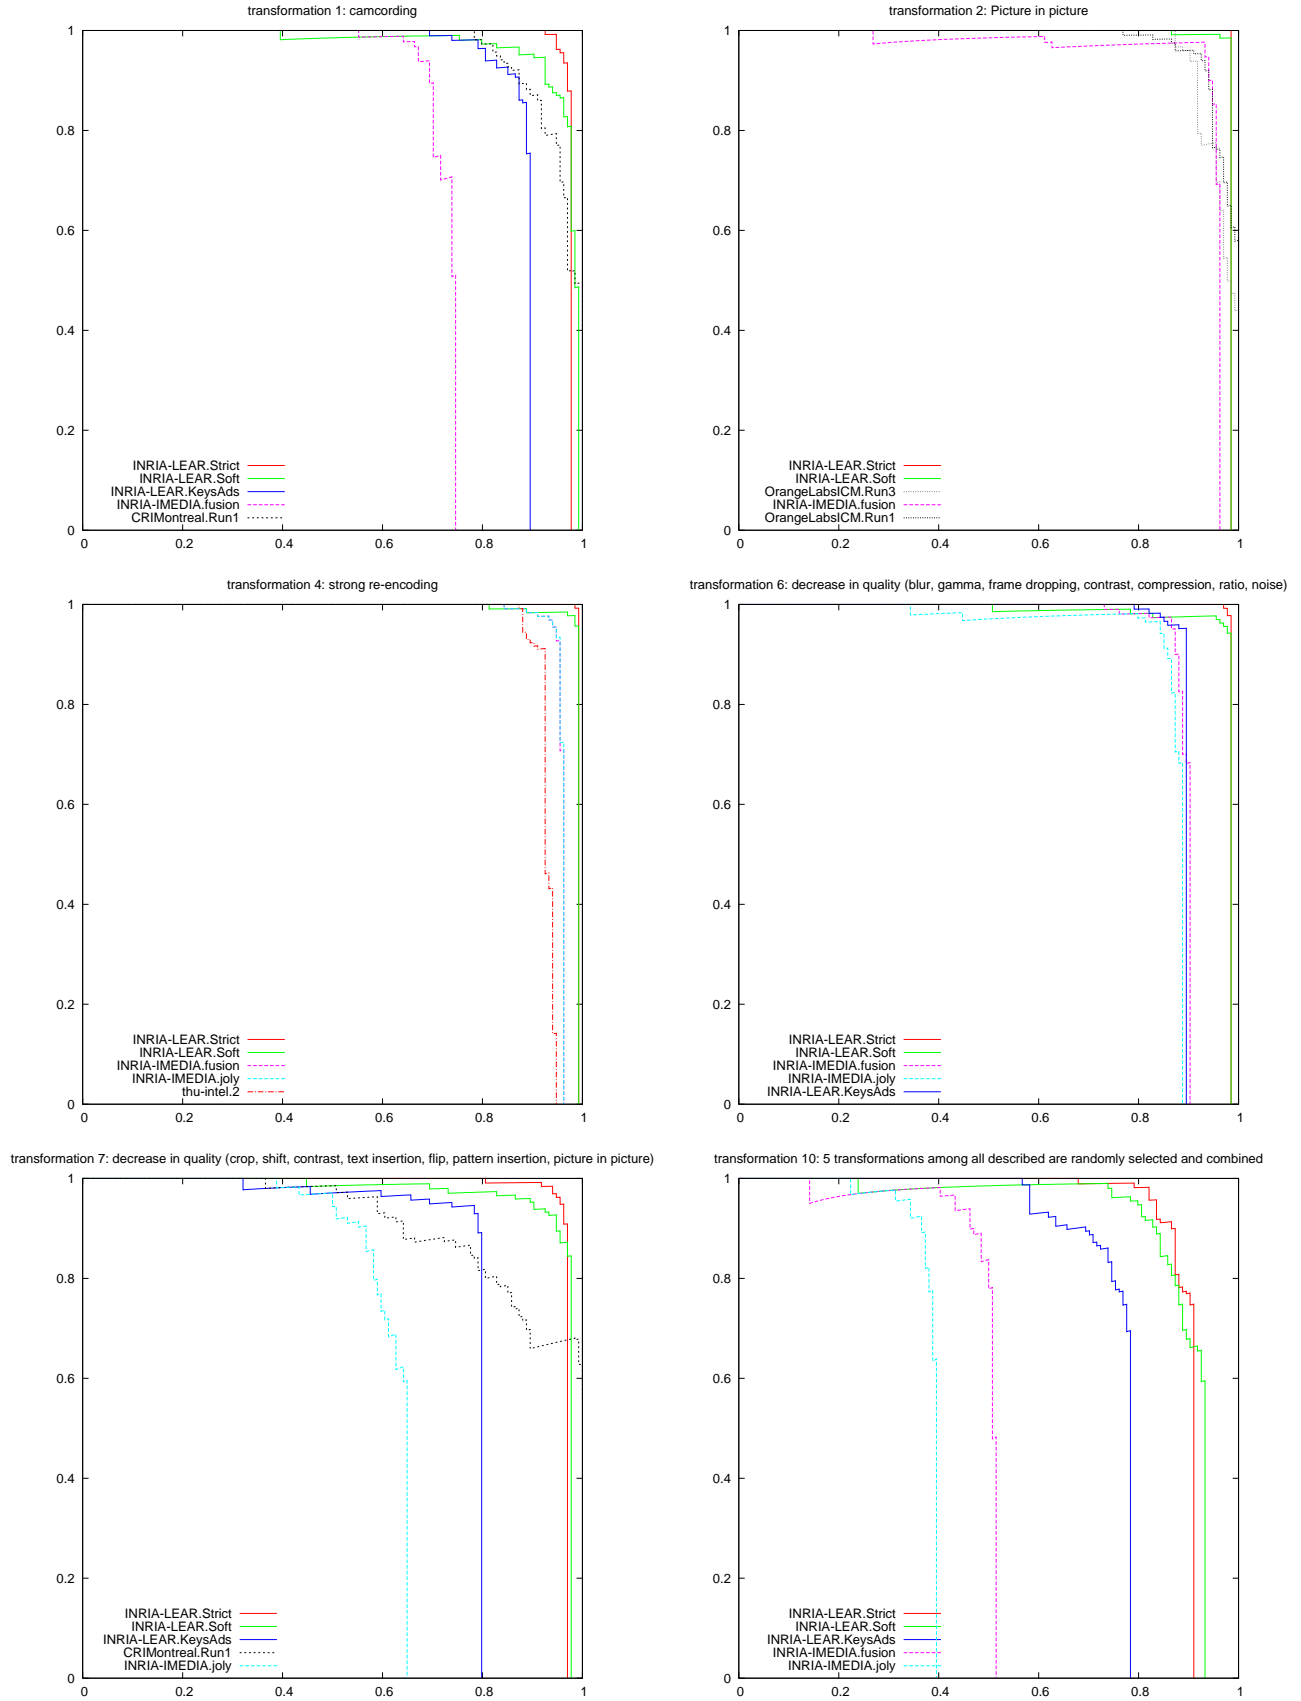 transformation 1: camcording
1
0.8
0.6
0.4
0.2
0
INRIA-LEAR.Strict
INRIA-LEAR.Soft
INRIA-LEAR.KeysAds
INRIA-IMEDIA.fusion
CRIMontreal.Run1
0 0.2 0.4 0.6 0.8 1
transformation 2: Picture in picture
1
0.8
0.6
0.4
0.2
0
INRIA-LEAR.Strict
INRIA-LEAR.Soft
OrangeLabsICM.Run3
INRIA-IMEDIA.fusion
OrangeLabsICM.Run1
0 0.2 0.4 0.6 0.8 1
transformation 4: strong re-encoding
1
0.8
0.6
0.4
0.2
0
INRIA-LEAR.Strict
INRIA-LEAR.Soft
INRIA-IMEDIA.fusion
INRIA-IMEDIA.joly
thu-intel.2
0 0.2 0.4 0.6 0.8 1
transformation 6: decrease in quality (blur, gamma, frame dropping, contrast, compression, ratio, noise)
1
0.8
0.6
0.4
0.2
0
INRIA-LEAR.Strict
INRIA-LEAR.Soft
INRIA-IMEDIA.fusion
INRIA-IMEDIA.joly
INRIA-LEAR.KeysAds
0 0.2 0.4 0.6 0.8 1
transformation 7: decrease in quality (crop, shift, contrast, text insertion, flip, pattern insertion, picture in picture)
1
0.8
0.6
0.4
0.2
0
INRIA-LEAR.Strict
INRIA-LEAR.Soft
INRIA-LEAR.KeysAds
CRIMontreal.Run1
INRIA-IMEDIA.joly
0 0.2 0.4 0.6 0.8 1
transformation 10: 5 transformations among all described are randomly selected and combined
1
0.8
0.6
0.4
0.2
0
INRIA-LEAR.Strict
INRIA-LEAR.Soft
INRIA-LEAR.KeysAds
INRIA-IMEDIA.fusion
INRIA-IMEDIA.joly
0 0.2 0.4 0.6 0.8 1